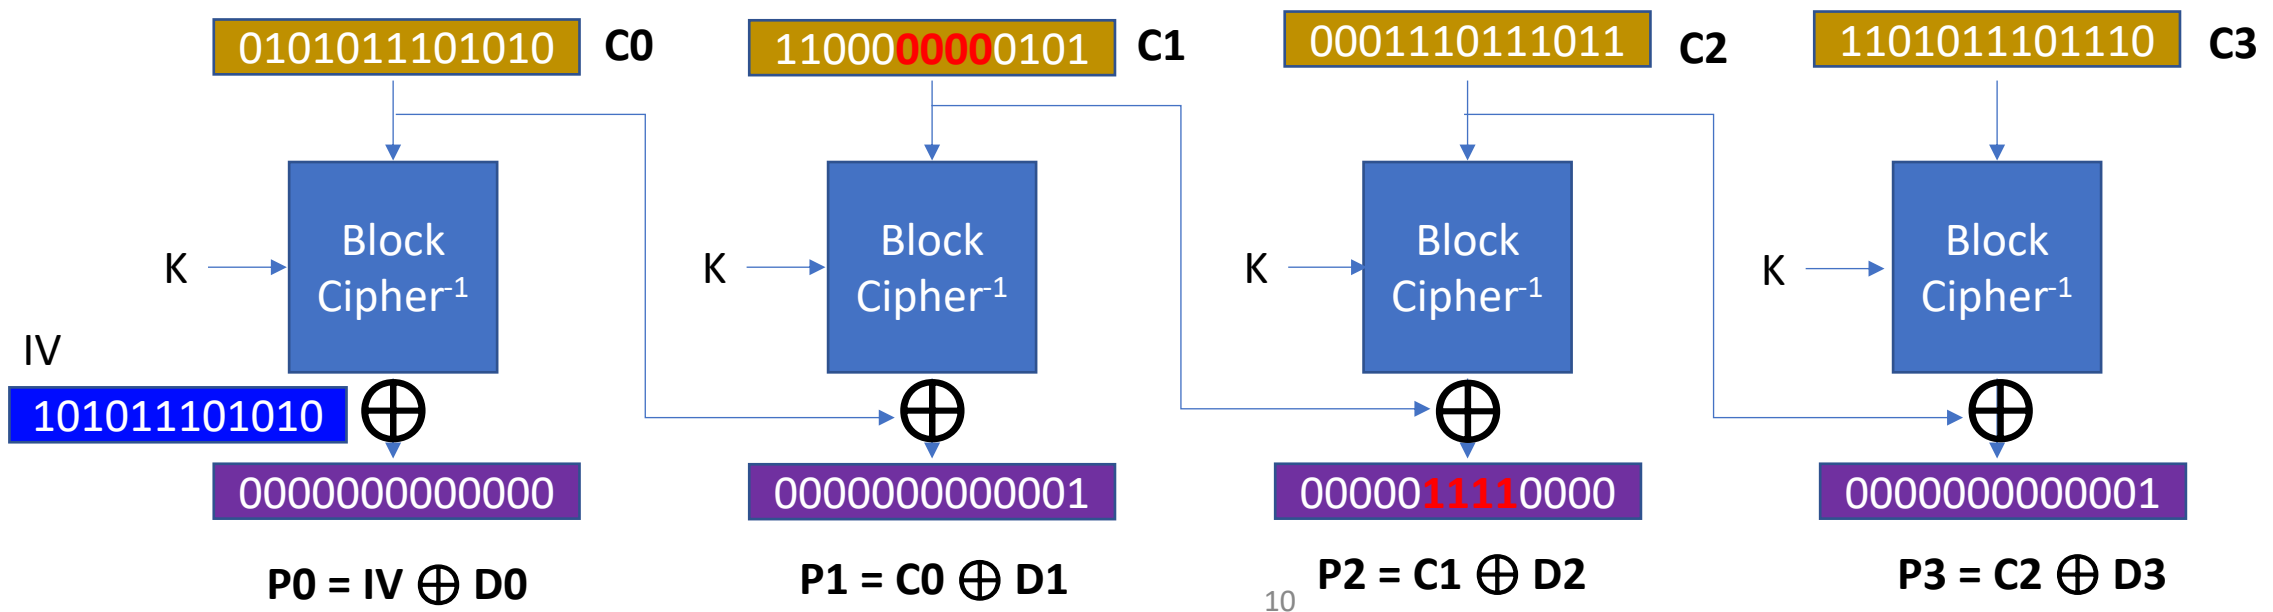 0101011101010 C0
1100000000101 C1
0001110111011 C2
1101011101110 C3
K
Block
Cipher-1
K
Block
Cipher-1
K
Block
Cipher-1
K
Block
Cipher-1
IV
101011101010
0000000000000
0000000000001
0000011110000
0000000000001
P0 = IV ⊕ D0
P1 = C0 ⊕ D1
P2 = C1 ⊕ D2
P3 = C2 ⊕ D3
10